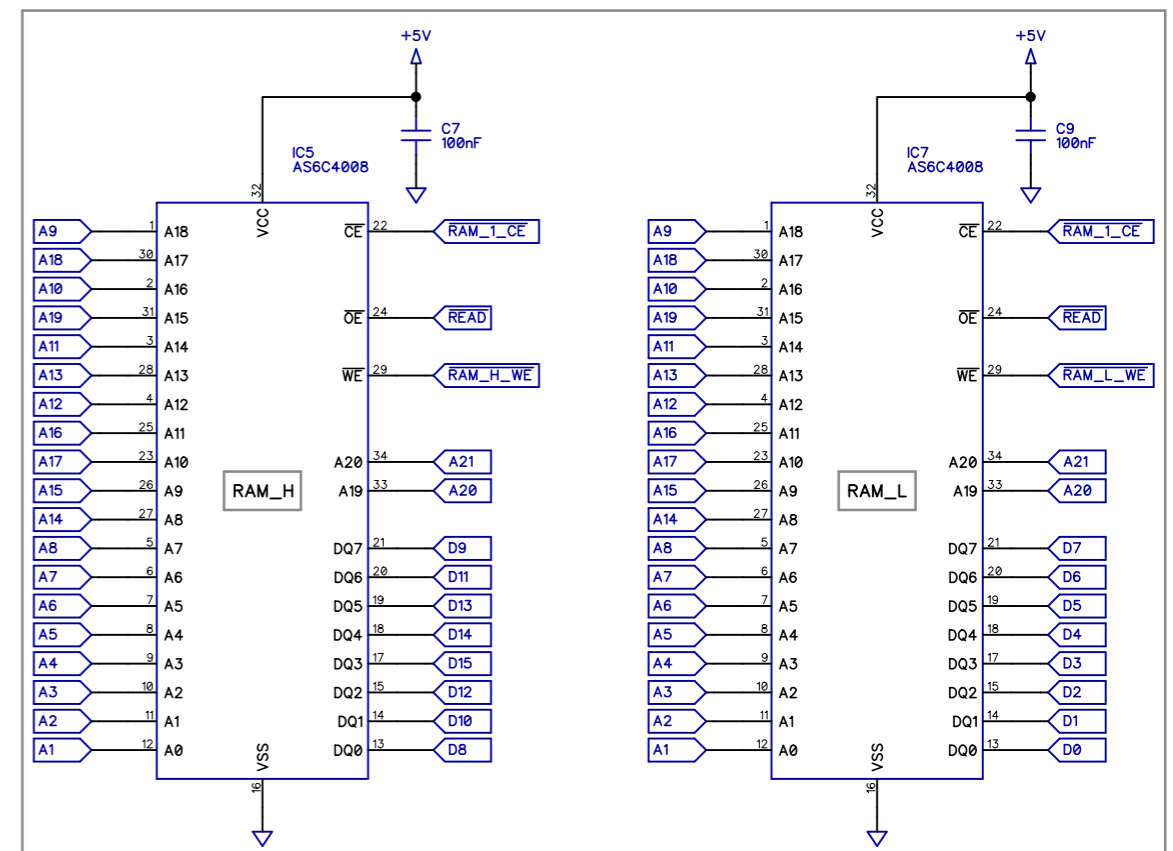 +5V
C7
100nF
IC5
AS6C4008
32
VCC
A9 1 A18
A18 30 A17
A10 2 A16
A19 31 A15
A11 3 A14
A13 28 A13
A12 4 A12
A16 25 A11
A17 23 A10
A15 26 A9
A14 27 A8
A8 5 A7
A7 6 A6
A6 7 A5
A5 8 A4
A4 9 A3
A3 10 A2
A2 11 A1
A1 12 A0
RAM_H
CE 22 RAM_1_CE
OE 24 READ
WE 29 RAM_H_WE
A20 34 A21
A19 33 A20
DQ7 21 D9
DQ6 20 D11
DQ5 19 D13
DQ4 18 D14
DQ3 17 D15
DQ2 15 D12
DQ1 14 D10
DQ0 13 D8
VSS
16
+5V
C9
100nF
IC7
AS6C4008
32
VCC
A9 1 A18
A18 30 A17
A10 2 A16
A19 31 A15
A11 3 A14
A13 28 A13
A12 4 A12
A16 25 A11
A17 23 A10
A15 26 A9
A14 27 A8
A8 5 A7
A7 6 A6
A6 7 A5
A5 8 A4
A4 9 A3
A3 10 A2
A2 11 A1
A1 12 A0
RAM_L
CE 22 RAM_1_CE
OE 24 READ
WE 29 RAM_L_WE
A20 34 A21
A19 33 A20
DQ7 21 D7
DQ6 20 D6
DQ5 19 D5
DQ4 18 D4
DQ3 17 D3
DQ2 15 D2
DQ1 14 D1
DQ0 13 D0
VSS
16